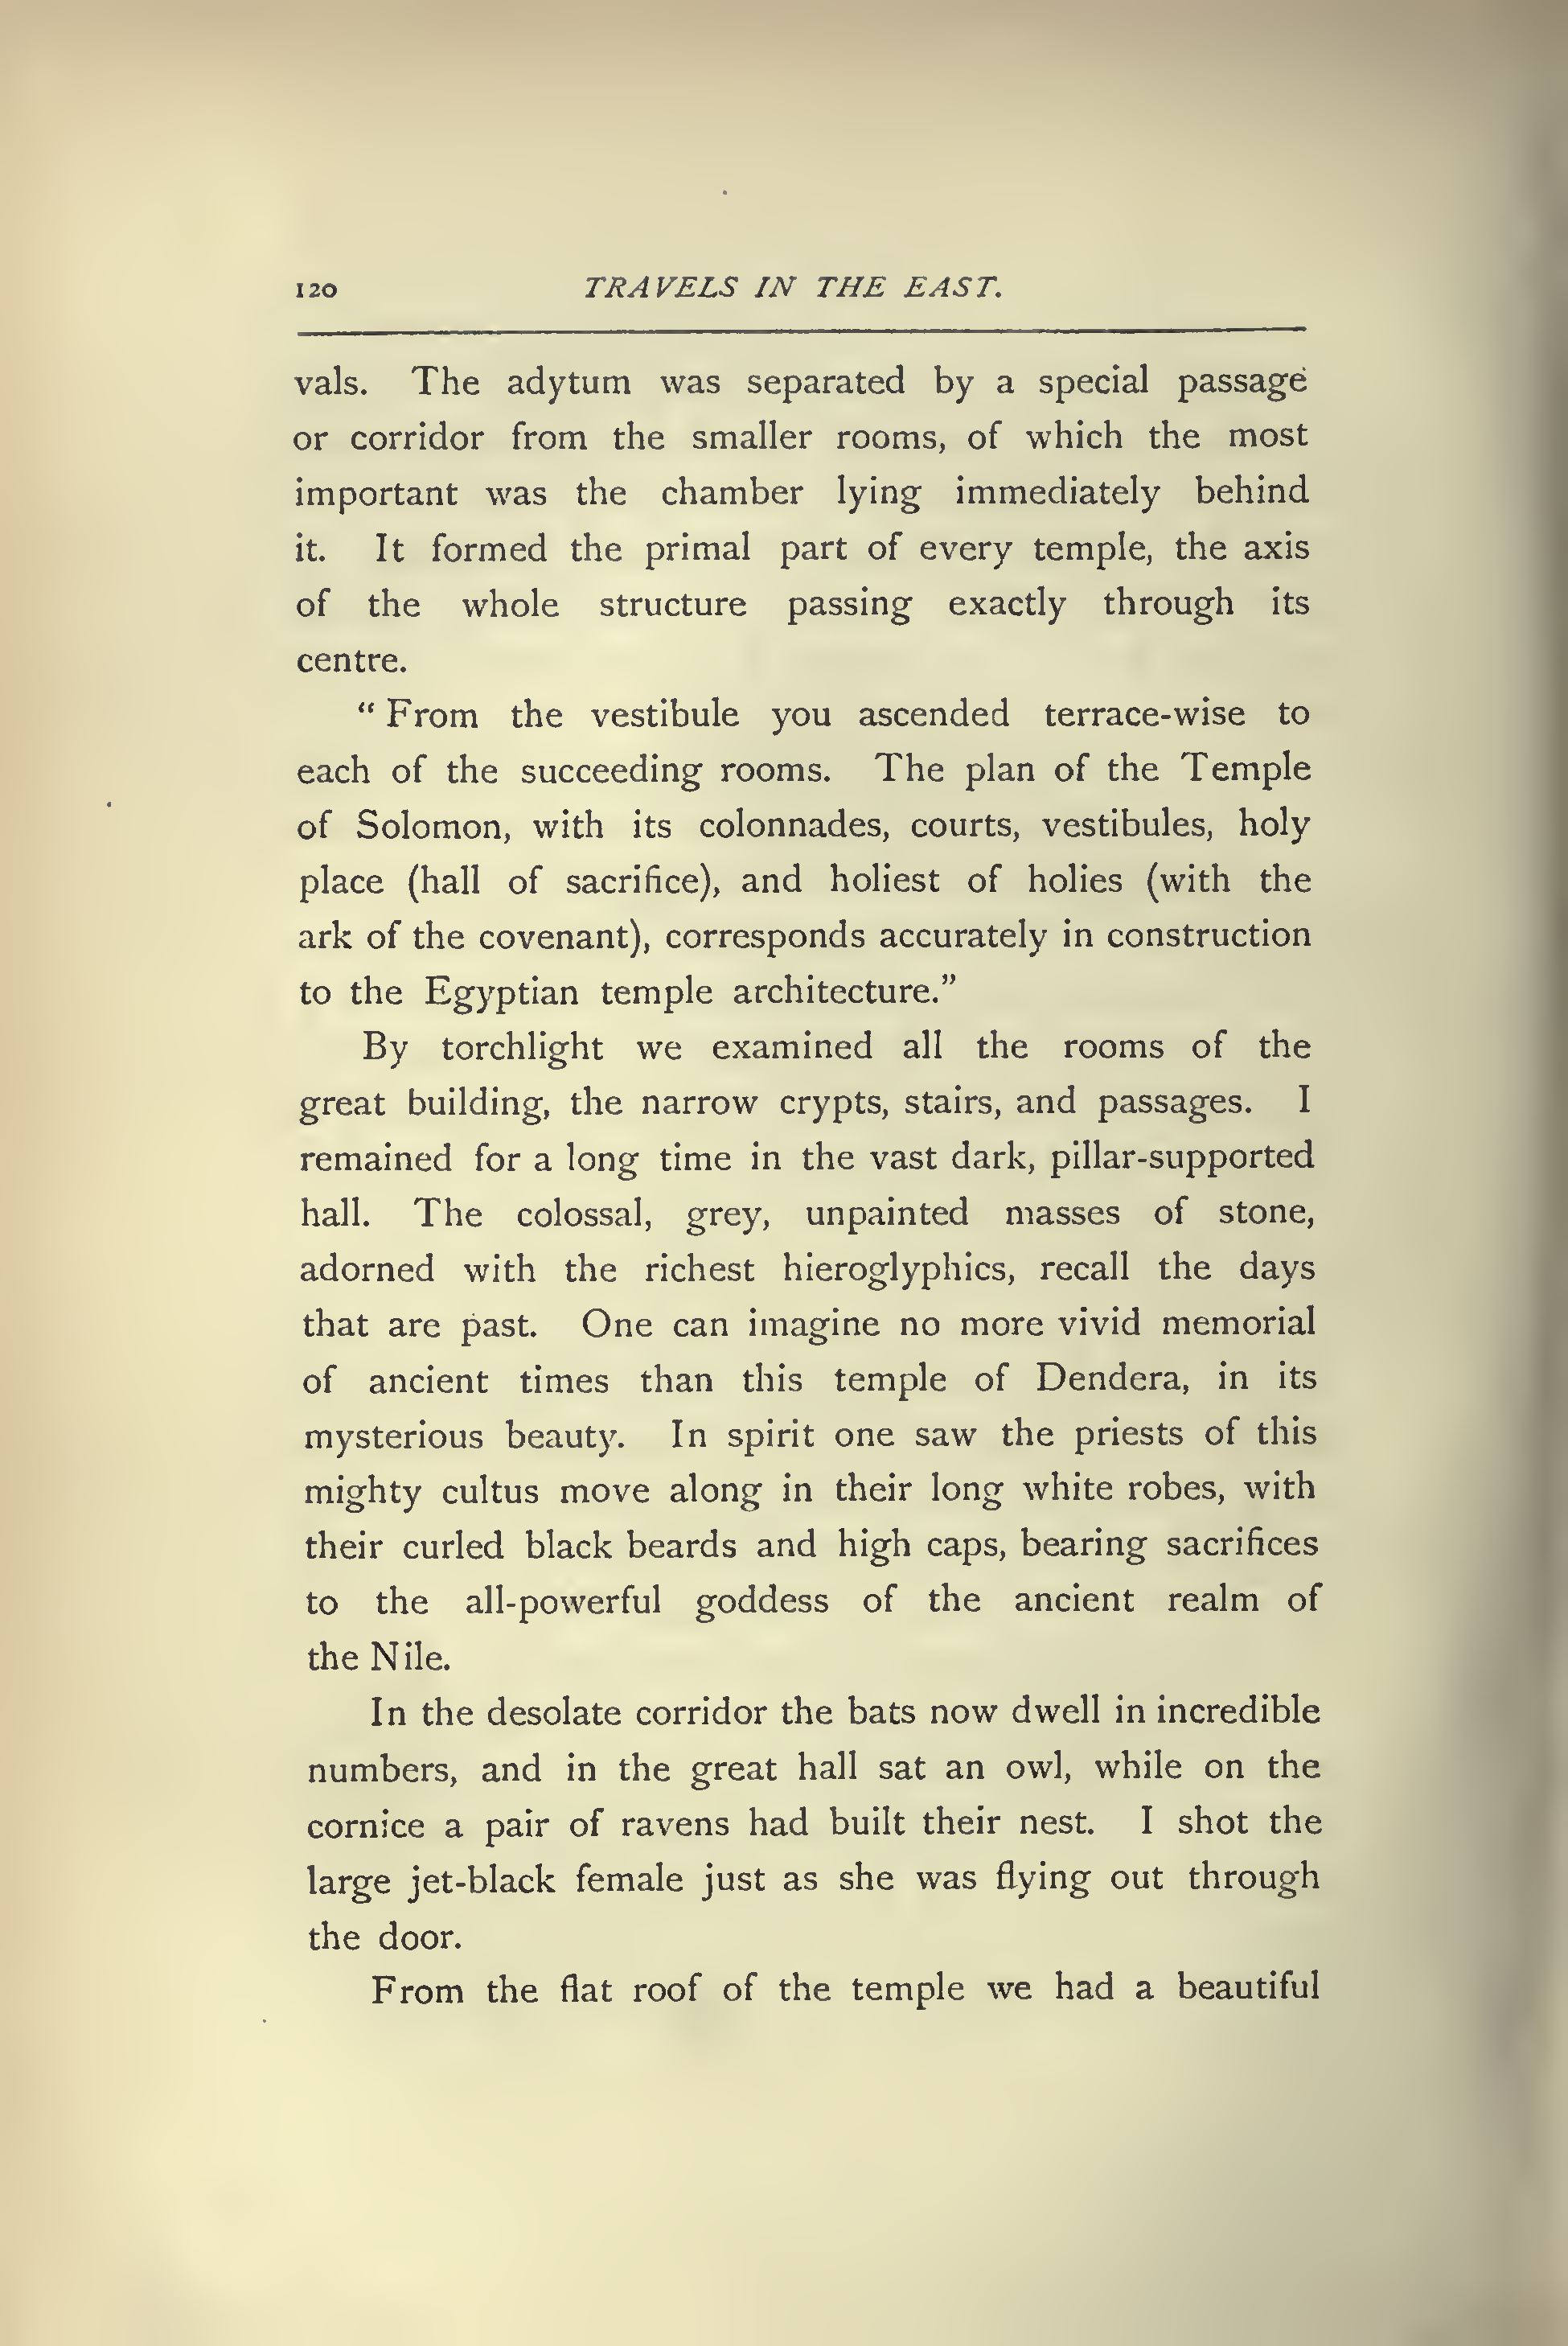 120 TRAVELS IN THE EAST.
vals. The adytum was separated by a special passage
or corridor from the smaller rooms, of which the most
important was the chamber lying immediately behind
it. It formed the primal part of every temple, the axis
of the whole structure passing exactly through its
centre.
“ From the vestibule you ascended terrace-wise to
each of the succeeding rooms. The plan of the Temple
of Solomon, with its colonnades, courts, vestibules, holy
place (hall of sacrifice), and holiest of holies (with the
ark of the covenant), corresponds accurately in construction
to the Egyptian temple architecture.”
By torchlight we examined all the rooms of the
great building, the narrow crypts, stairs, and passages. I
remained for a long time in the vast dark, pillar-supported
hall. The colossal, grey, unpainted masses of stone,
adorned with the richest hieroglyphics, recall the days
that are past. One can imagine no more vivid memorial
of ancient times than this temple of Dendera, in its
mysterious beauty. In spirit one saw the priests of this
mighty cultus move along in their long white robes, with
their curled black beards and high caps, bearing sacrifices
to the all-powerful goddess of the ancient realm of
the Nile.
In the desolate corridor the bats now dwell in incredible
numbers, and in the great hall sat an owl, while on the
cornice a pair of ravens had built their nest. I shot the
large jet-black female just as she was flying out through
the door.
From the flat roof of the temple we had a beautiful